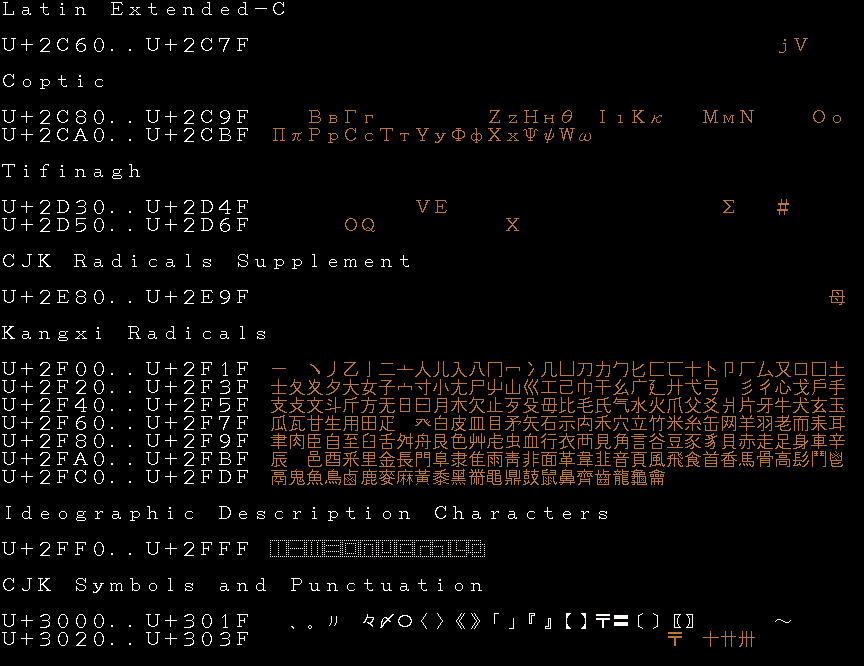 Latin Extended-C
U+2C60..U+2C7F jV
Coptic
U+2C80..U+2C9F ВвГг ZzНнθ IıKκ МмN Oo
U+2CA0..U+2CBF ПπPpCcTтYyФфXxΨψWω
Tifinagh
U+2D30..U+2D4F VE Σ #
U+2D50..U+2D6F OQ X
CJK Radicals Supplement
U+2E80..U+2E9F 母
Kangxi Radicals
U+2F00..U+2F1F 一 丶丿乙亅二亠人儿入八冂冖冫几凵刀力勹匕匚匸十卜卩厂厶又口囗土
U+2F20..U+2F3F 士夂夊夕大女子宀寸小尢尸屮山巛工己巾干幺广廴廾弋弓 彡彳心戈戶手
U+2F40..U+2F5F 支攴文斗斤方无日曰月木欠止歹殳毋比毛氏气水火爪父爻爿片牙牛犬玄玉
U+2F60..U+2F7F 瓜瓦甘生用田疋 癶白皮皿目矛矢石示禸禾穴立竹米糸缶网羊羽老而耒耳
U+2F80..U+2F9F 聿肉臣自至臼舌舛舟艮色艸虍虫血行衣襾見角言谷豆豕豸貝赤走足身車辛
U+2FA0..U+2FBF 辰 邑酉釆里金長門阜隶隹雨靑非面革韋韭音頁風飛食首香馬骨高髟鬥鬯
U+2FC0..U+2FDF 鬲鬼魚鳥鹵鹿麥麻黃黍黑黹黽鼎鼓鼠鼻齊齒龍龜龠
Ideographic Description Characters
U+2FF0..U+2FFF ⿰⿱⿲⿳⿴⿵⿶⿷⿸⿹⿺⿻
CJK Symbols and Punctuation
U+3000..U+301F 、。〃 々〆〇〈〉《》「」『』【】〒〓〔〕〖〗 〜
U+3020..U+303F 〒 十卄卅